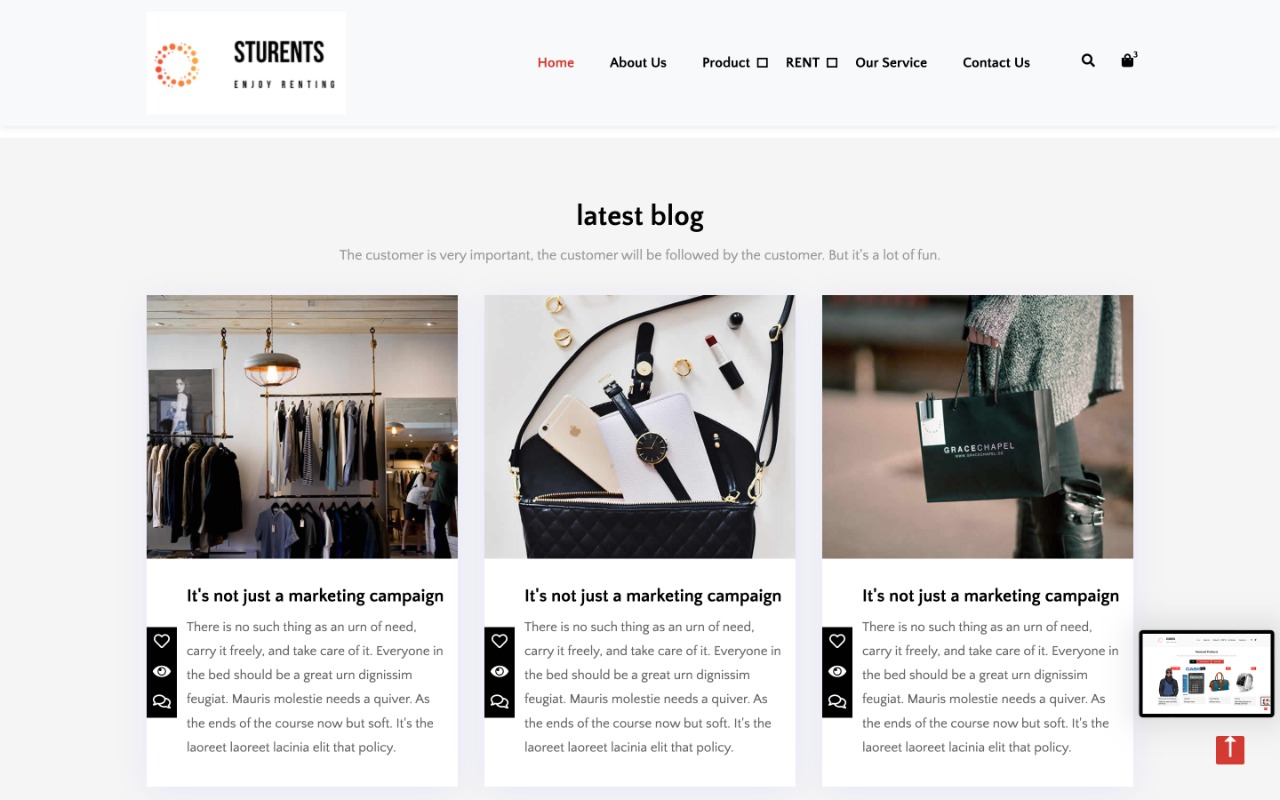 STURENTS
ENJOY RENTING
Home About Us Product RENT Our Service Contact Us 3
latest blog
The customer is very important, the customer will be followed by the customer. But it's a lot of fun.
GRACECHAPEL
It's not just a marketing campaign
There is no such thing as an urn of need,
carry it freely, and take care of it. Everyone in
the bed should be a great urn dignissim
feugiat. Mauris molestie needs a quiver. As
the ends of the course now but soft. It's the
laoreet laoreet lacinia elit that policy.
It's not just a marketing campaign
There is no such thing as an urn of need,
carry it freely, and take care of it. Everyone in
the bed should be a great urn dignissim
feugiat. Mauris molestie needs a quiver. As
the ends of the course now but soft. It's the
laoreet laoreet lacinia elit that policy.
It's not just a marketing campaign
There is no such thing as an urn of need,
carry it freely, and take care of it. Everyone in
the bed should be a great urn dignissim
feugiat. Mauris molestie needs a quiver. As
the ends of the course now but soft. It's the
laoreet laoreet lacinia elit that policy.